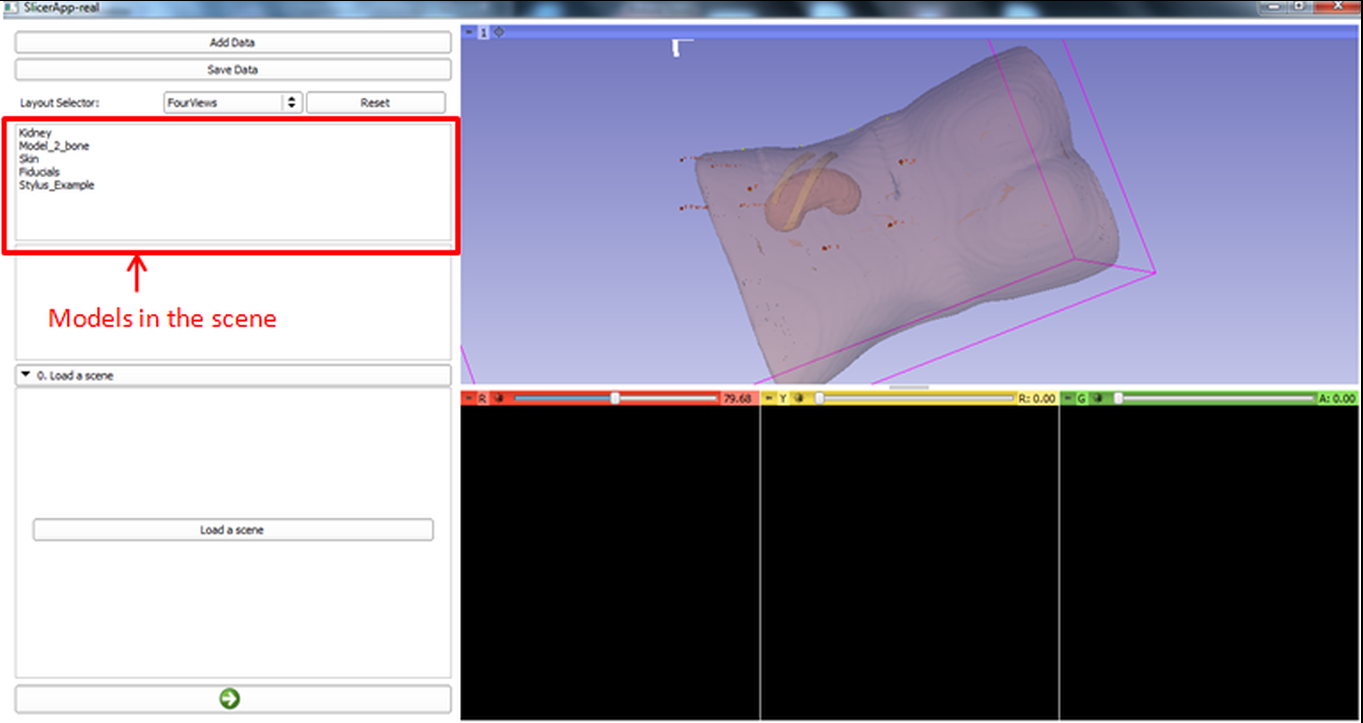 SlicerApp-real
Add Data
Save Data
Layout Selector:
FourViews
Reset
Kidney
Model_2_bone
Skin
Fiducials
Stylus_Example
Models in the scene
0. Load a scene
Load a scene
1
R
79.68
Y
R: 0.00
G
A: 0.00